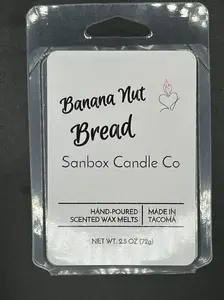 Banana Nut
Bread
Sanbox Candle Co
HAND-POURED
SCENTED WAX MELTS
MADE IN
TACOMA
NET WT. 2.5 OZ (72g)